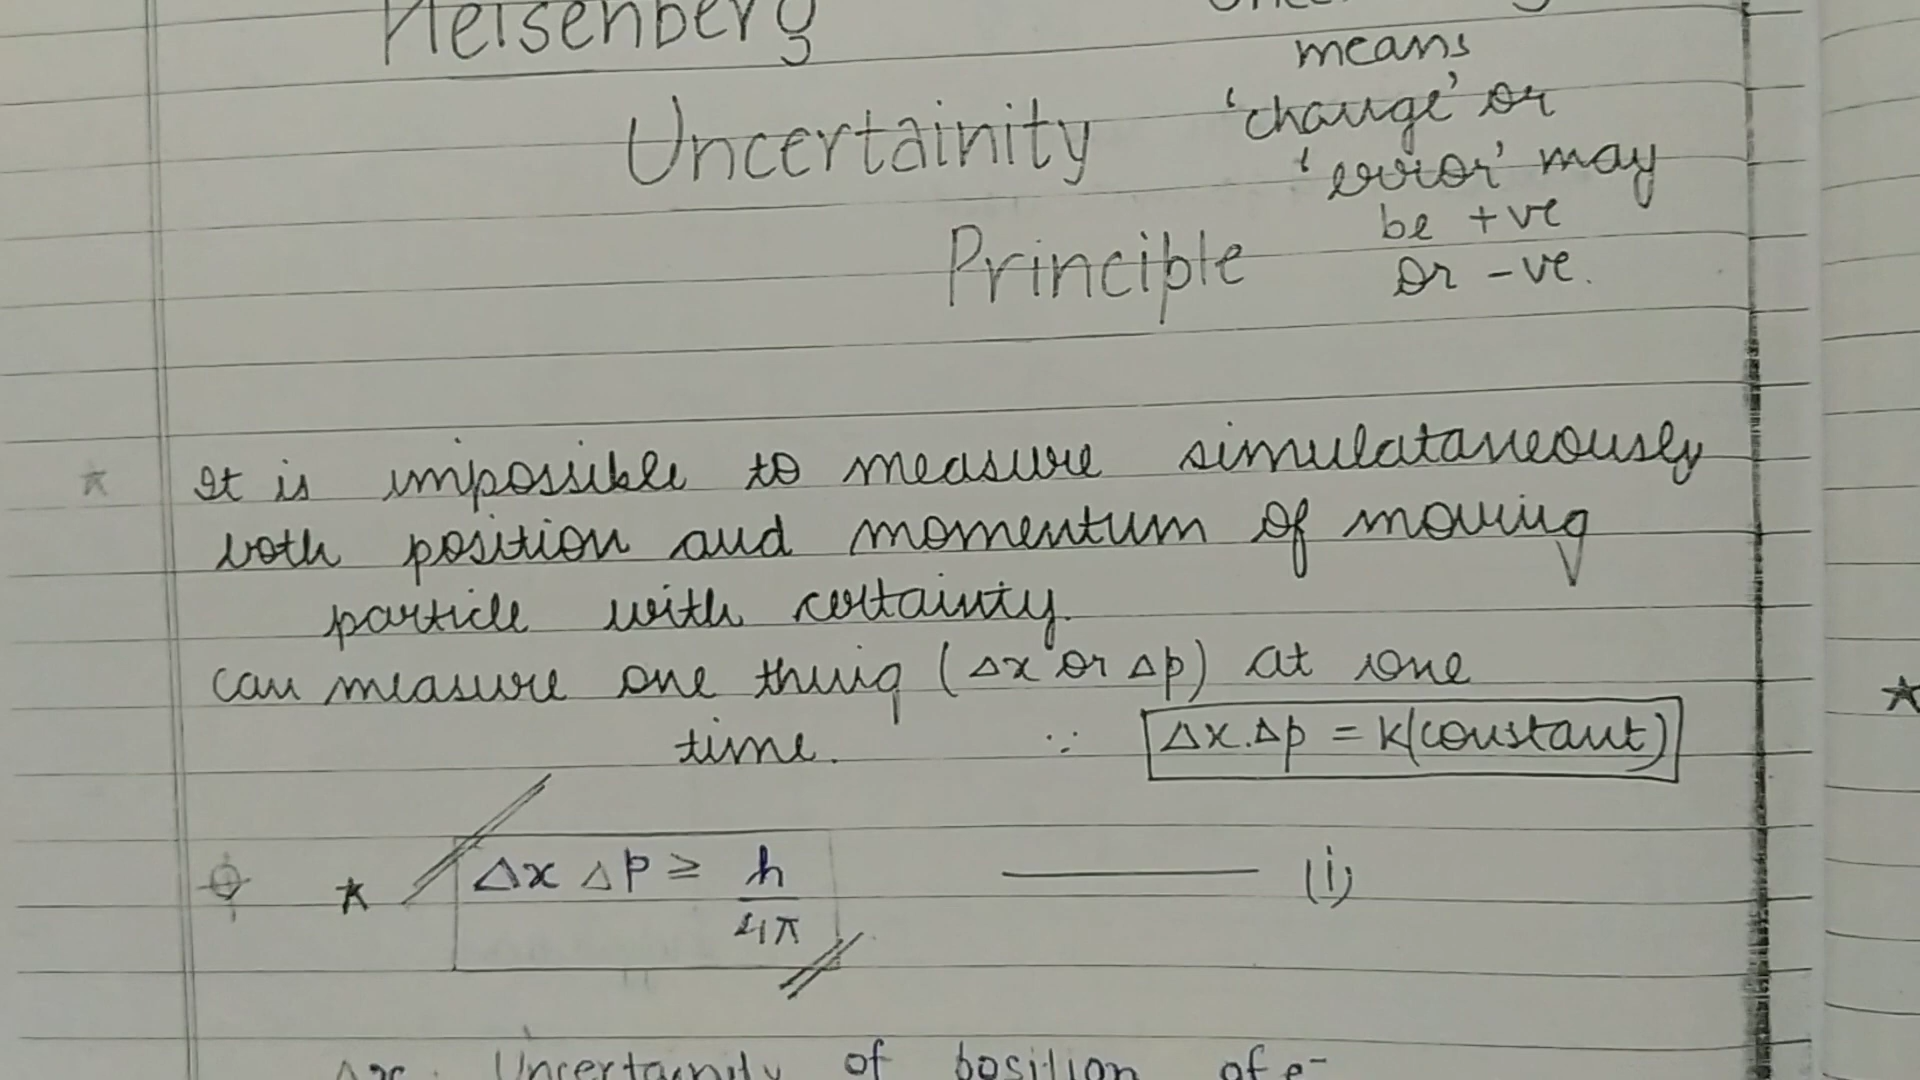 Heisenberg
Uncertainity
Principle
means
'change' or
'error' may
be +ve
or -ve.
It is impossible to measure simulataneously
both position and momentum of moving
particle with certainty.
can measure one thing (Δx or Δp) at one
time. ∵ Δx.Δp = k(constant)
Δx Δp ≥ h/4π ——— (i)
Δx: Uncertainity of position of e-